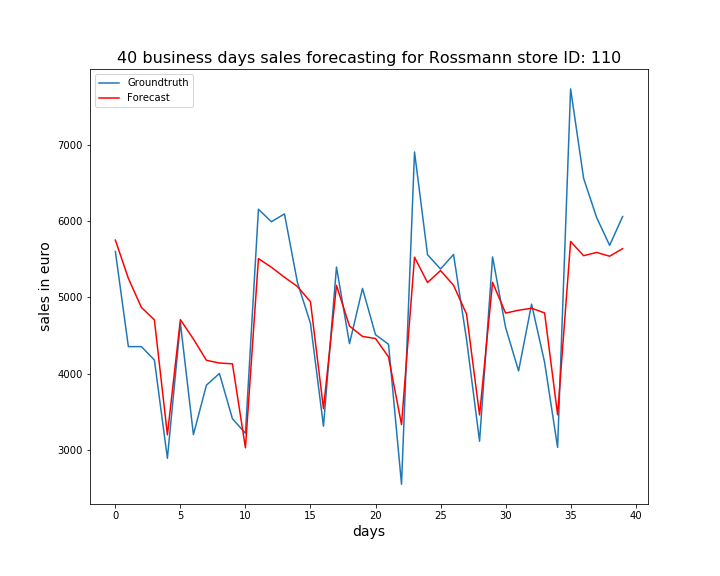 40 business days sales forecasting for Rossmann store ID: 110
Groundtruth
Forecast
sales in euro
7000
6000
5000
4000
3000
0 5 10 15 20 25 30 35 40
days